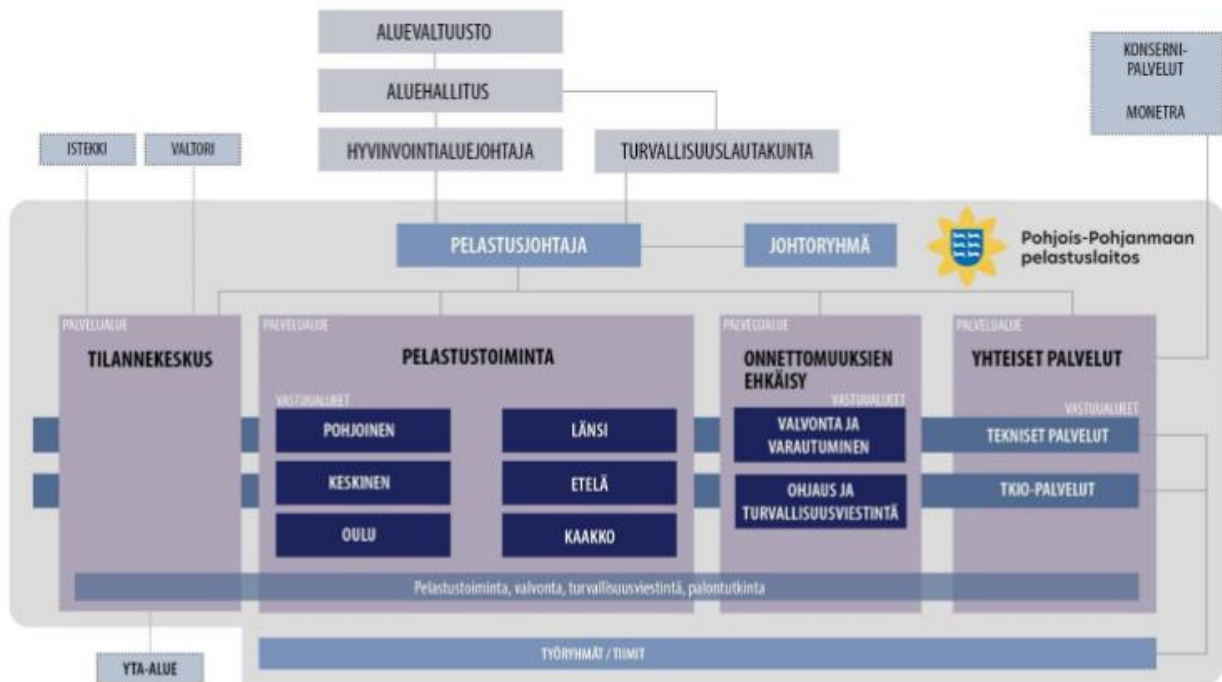 ALUEVALTUUSTO
ALUEHALLITUS
HYVINVOINTIALUEJOHTAJA
TURVALLISUUSLAUTAKUNTA
KONSERNI-
PALVELUT
MONETRA
ISTEKKI
VALTORI
PELASTUSJOHTAJA
JOHTORYHMÄ
Pohjois-Pohjanmaan
pelastuslaitos
PALVELUALUE
TILANNEKESKUS
PALVELUALUE
PELASTUSTOIMINTA
VASTUUALUEET
POHJOINEN
LÄNSI
KESKINEN
ETELÄ
OULU
KAAKKO
PALVELUALUE
ONNETTOMUUKSIEN
EHKÄISY
VASTUUALUEET
VALVONTA JA
VARAUTUMINEN
OHJAUS JA
TURVALLISUUSVIESTINTÄ
PALVELUALUE
YHTEISET PALVELUT
VASTUUALUEET
TEKNISET PALVELUT
TKIO-PALVELUT
Pelastustoiminta, valvonta, turvallisuusviestintä, palontutkinta
TYÖRYHMÄT / TIIMIT
YTA-ALUE